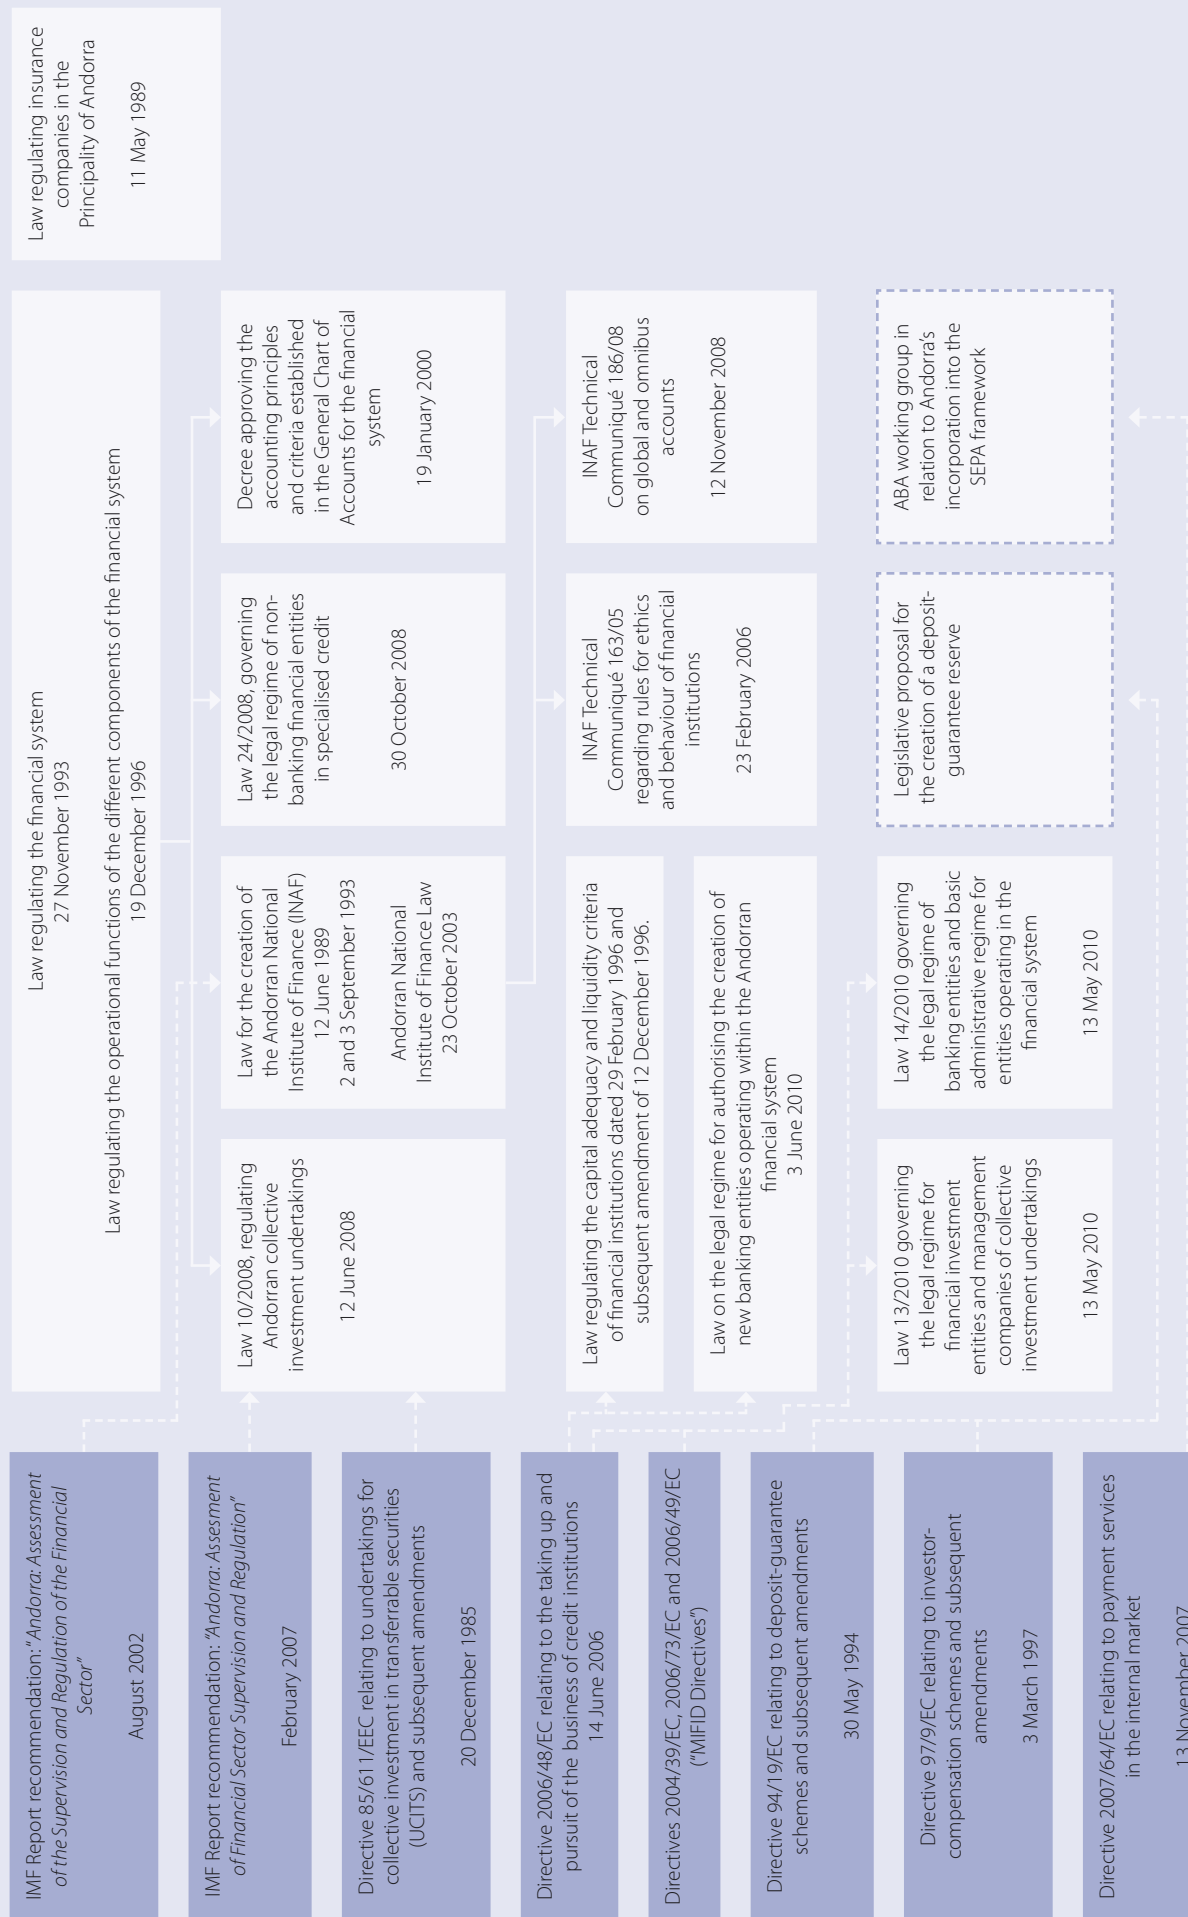 IMF Report recommendation: "Andorra: Assessment
of the Supervision and Regulation of the Financial
Sector"
August 2002
IMF Report recommendation: "Andorra: Assesment
of Financial Sector Supervision and Regulation"
February 2007
Directive 85/611/EEC relating to undertakings for
collective investment in transferrable securities
(UCITS) and subsequent amendments
20 December 1985
Directive 2006/48/EC relating to the taking up and
pursuit of the business of credit institutions
14 June 2006
Directives 2004/39/EC, 2006/73/EC and 2006/49/EC
("MIFID Directives")
Directive 94/19/EC relating to deposit-guarantee
schemes and subsequent amendments
30 May 1994
Directive 97/9/EC relating to investor-
compensation schemes and subsequent
amendments
3 March 1997
Directive 2007/64/EC relating to payment services
in the internal market
13 November 2007
Law regulating the financial system
27 November 1993
Law regulating the operational functions of the different components of the financial system
19 December 1996
Law regulating insurance
companies in the
Principality of Andorra
11 May 1989
Law 10/2008, regulating
Andorran collective
investment undertakings
12 June 2008
Law for the creation of
the Andorran National
Institute of Finance (INAF)
12 June 1989
2 and 3 September 1993
Andorran National
Institute of Finance Law
23 October 2003
Law 24/2008, governing
the legal regime of non-
banking financial entities
in specialised credit
30 October 2008
Decree approving the
accounting principles
and criteria established
in the General Chart of
Accounts for the financial
system
19 January 2000
Law regulating the capital adequacy and liquidity criteria
of financial institutions dated 29 February 1996 and
subsequent amendment of 12 December 1996.
Law on the legal regime for authorising the creation of
new banking entities operating within the Andorran
financial system
3 June 2010
INAF Technical
Communiqué 163/05
regarding rules for ethics
and behaviour of financial
institutions
23 February 2006
INAF Technical
Communiqué 186/08
on global and omnibus
accounts
12 November 2008
Law 13/2010 governing
the legal regime for
financial investment
entities and management
companies of collective
investment undertakings
13 May 2010
Law 14/2010 governing
the legal regime of
banking entities and basic
administrative regime for
entities operating in the
financial system
13 May 2010
Legislative proposal for
the creation of a deposit-
guarantee reserve
ABA working group in
relation to Andorra's
incorporation into the
SEPA framework